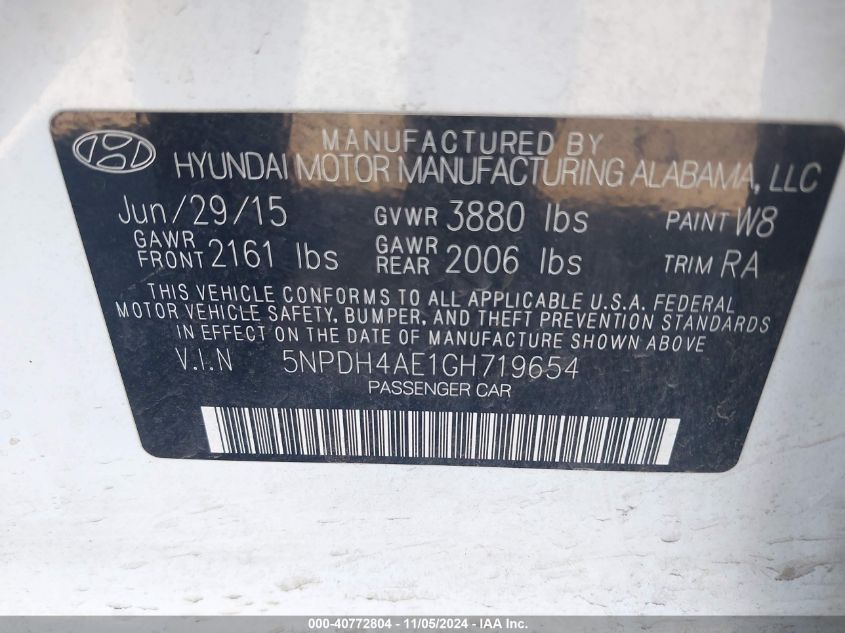 MANUFACTURED BY
HYUNDAI MOTOR MANUFACTURING ALABAMA, LLC
Jun/29/15 GVWR 3880 lbs PAINT W8
GAWR FRONT 2161 lbs GAWR REAR 2006 lbs TRIM RA
THIS VEHICLE CONFORMS TO ALL APPLICABLE U.S.A. FEDERAL
MOTOR VEHICLE SAFETY, BUMPER, AND THEFT PREVENTION STANDARDS
IN EFFECT ON THE DATE OF MANUFACTURE SHOWN ABOVE.
V.I.N 5NPDH4AE1GH719654
PASSENGER CAR
000-40772804 - 11/05/2024 - IAA Inc.